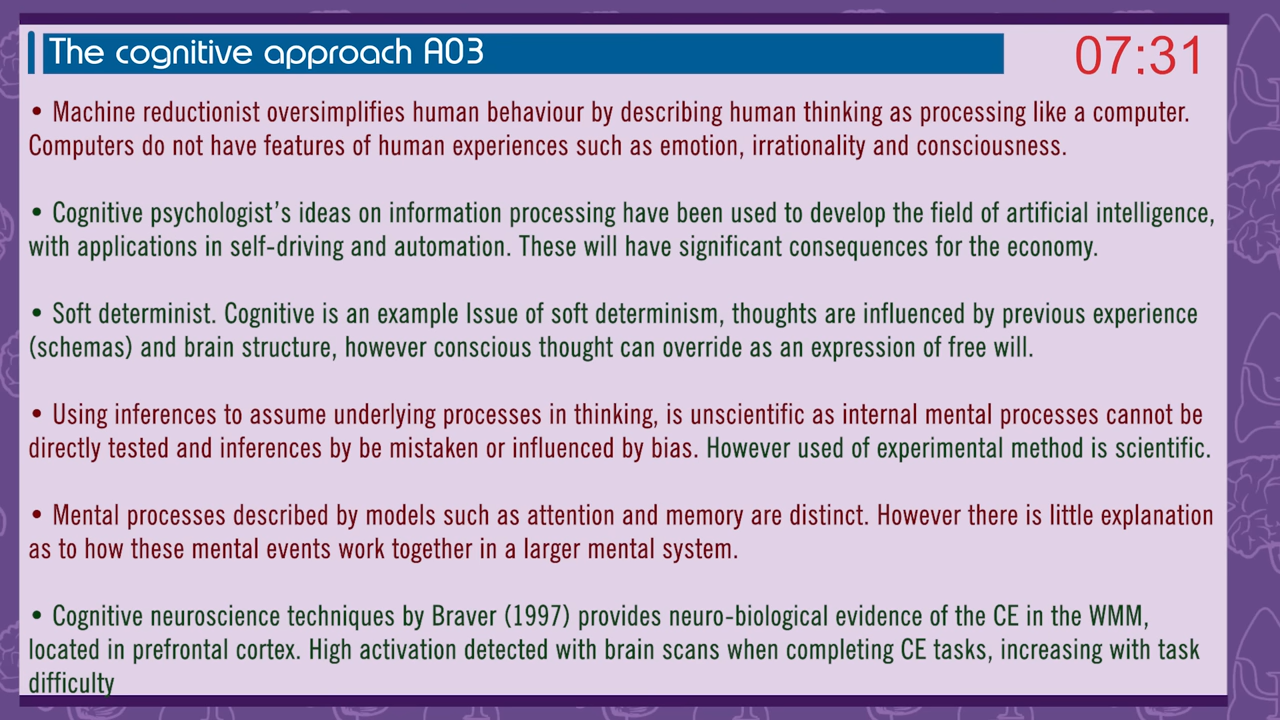 The cognitive approach AO3
07:31
• Machine reductionist oversimplifies human behaviour by describing human thinking as processing like a computer.
Computers do not have features of human experiences such as emotion, irrationality and consciousness.
• Cognitive psychologist's ideas on information processing have been used to develop the field of artificial intelligence,
with applications in self-driving and automation. These will have significant consequences for the economy.
• Soft determinist. Cognitive is an example Issue of soft determinism, thoughts are influenced by previous experience
(schemas) and brain structure, however conscious thought can override as an expression of free will.
• Using inferences to assume underlying processes in thinking, is unscientific as internal mental processes cannot be
directly tested and inferences by be mistaken or influenced by bias. However used of experimental method is scientific.
• Mental processes described by models such as attention and memory are distinct. However there is little explanation
as to how these mental events work together in a larger mental system.
• Cognitive neuroscience techniques by Braver (1997) provides neuro-biological evidence of the CE in the WMM,
located in prefrontal cortex. High activation detected with brain scans when completing CE tasks, increasing with task
difficulty